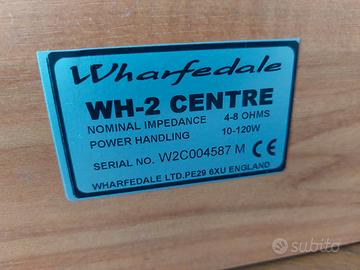 Wharfedale
WH-2 CENTRE
NOMINAL IMPEDANCE 4-8 OHMS
POWER HANDLING 10-120W
SERIAL NO. W2C004587 M CE
WHARFEDALE LTD.PE29 6XU ENGLAND
subito